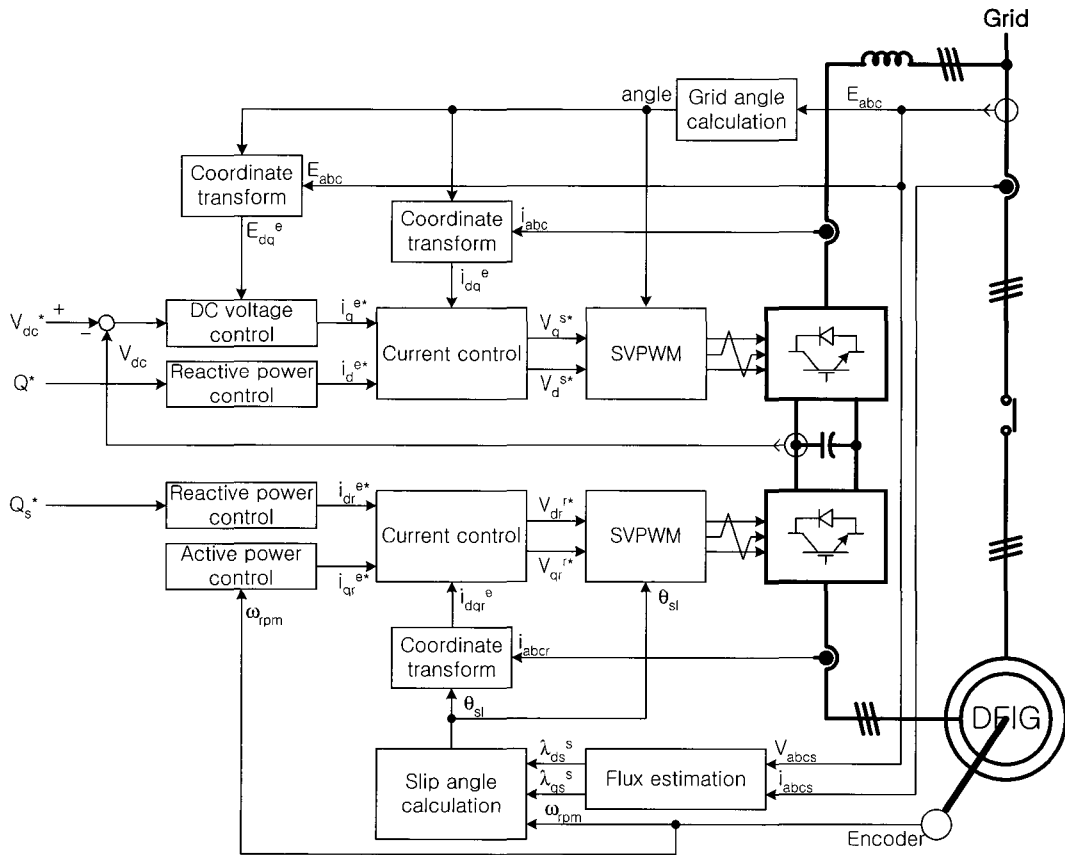 Grid
angle
Grid angle
calculation
E_abc
Coordinate
transform
E_abc
Coordinate
transform
i_abc
E_dq^e
i_dq^e
V_dc*
+
−
V_dc
DC voltage
control
i_q^e*
Current control
V_q^s*
SVPWM
Q*
Reactive power
control
i_d^e*
V_d^s*
Q_s*
Reactive power
control
i_dr^e*
Current control
V_dr^r*
SVPWM
Active power
control
i_qr^e*
V_qr^r*
ω_rpm
i_dqr^e
θ_sl
Coordinate
transform
i_abcr
θ_sl
DFIG
Slip angle
calculation
λ̂_ds^s
λ̂_qs^s
ω_rpm
Flux estimation
V_abcs
i_abcs
Encoder